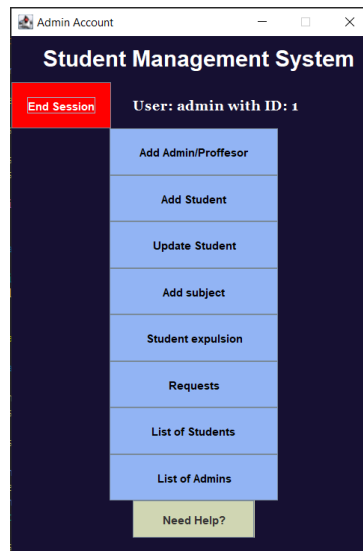 Admin Account
Student Management System
End Session
User: admin with ID: 1
Add Admin/Proffesor
Add Student
Update Student
Add subject
Student expulsion
Requests
List of Students
List of Admins
Need Help?